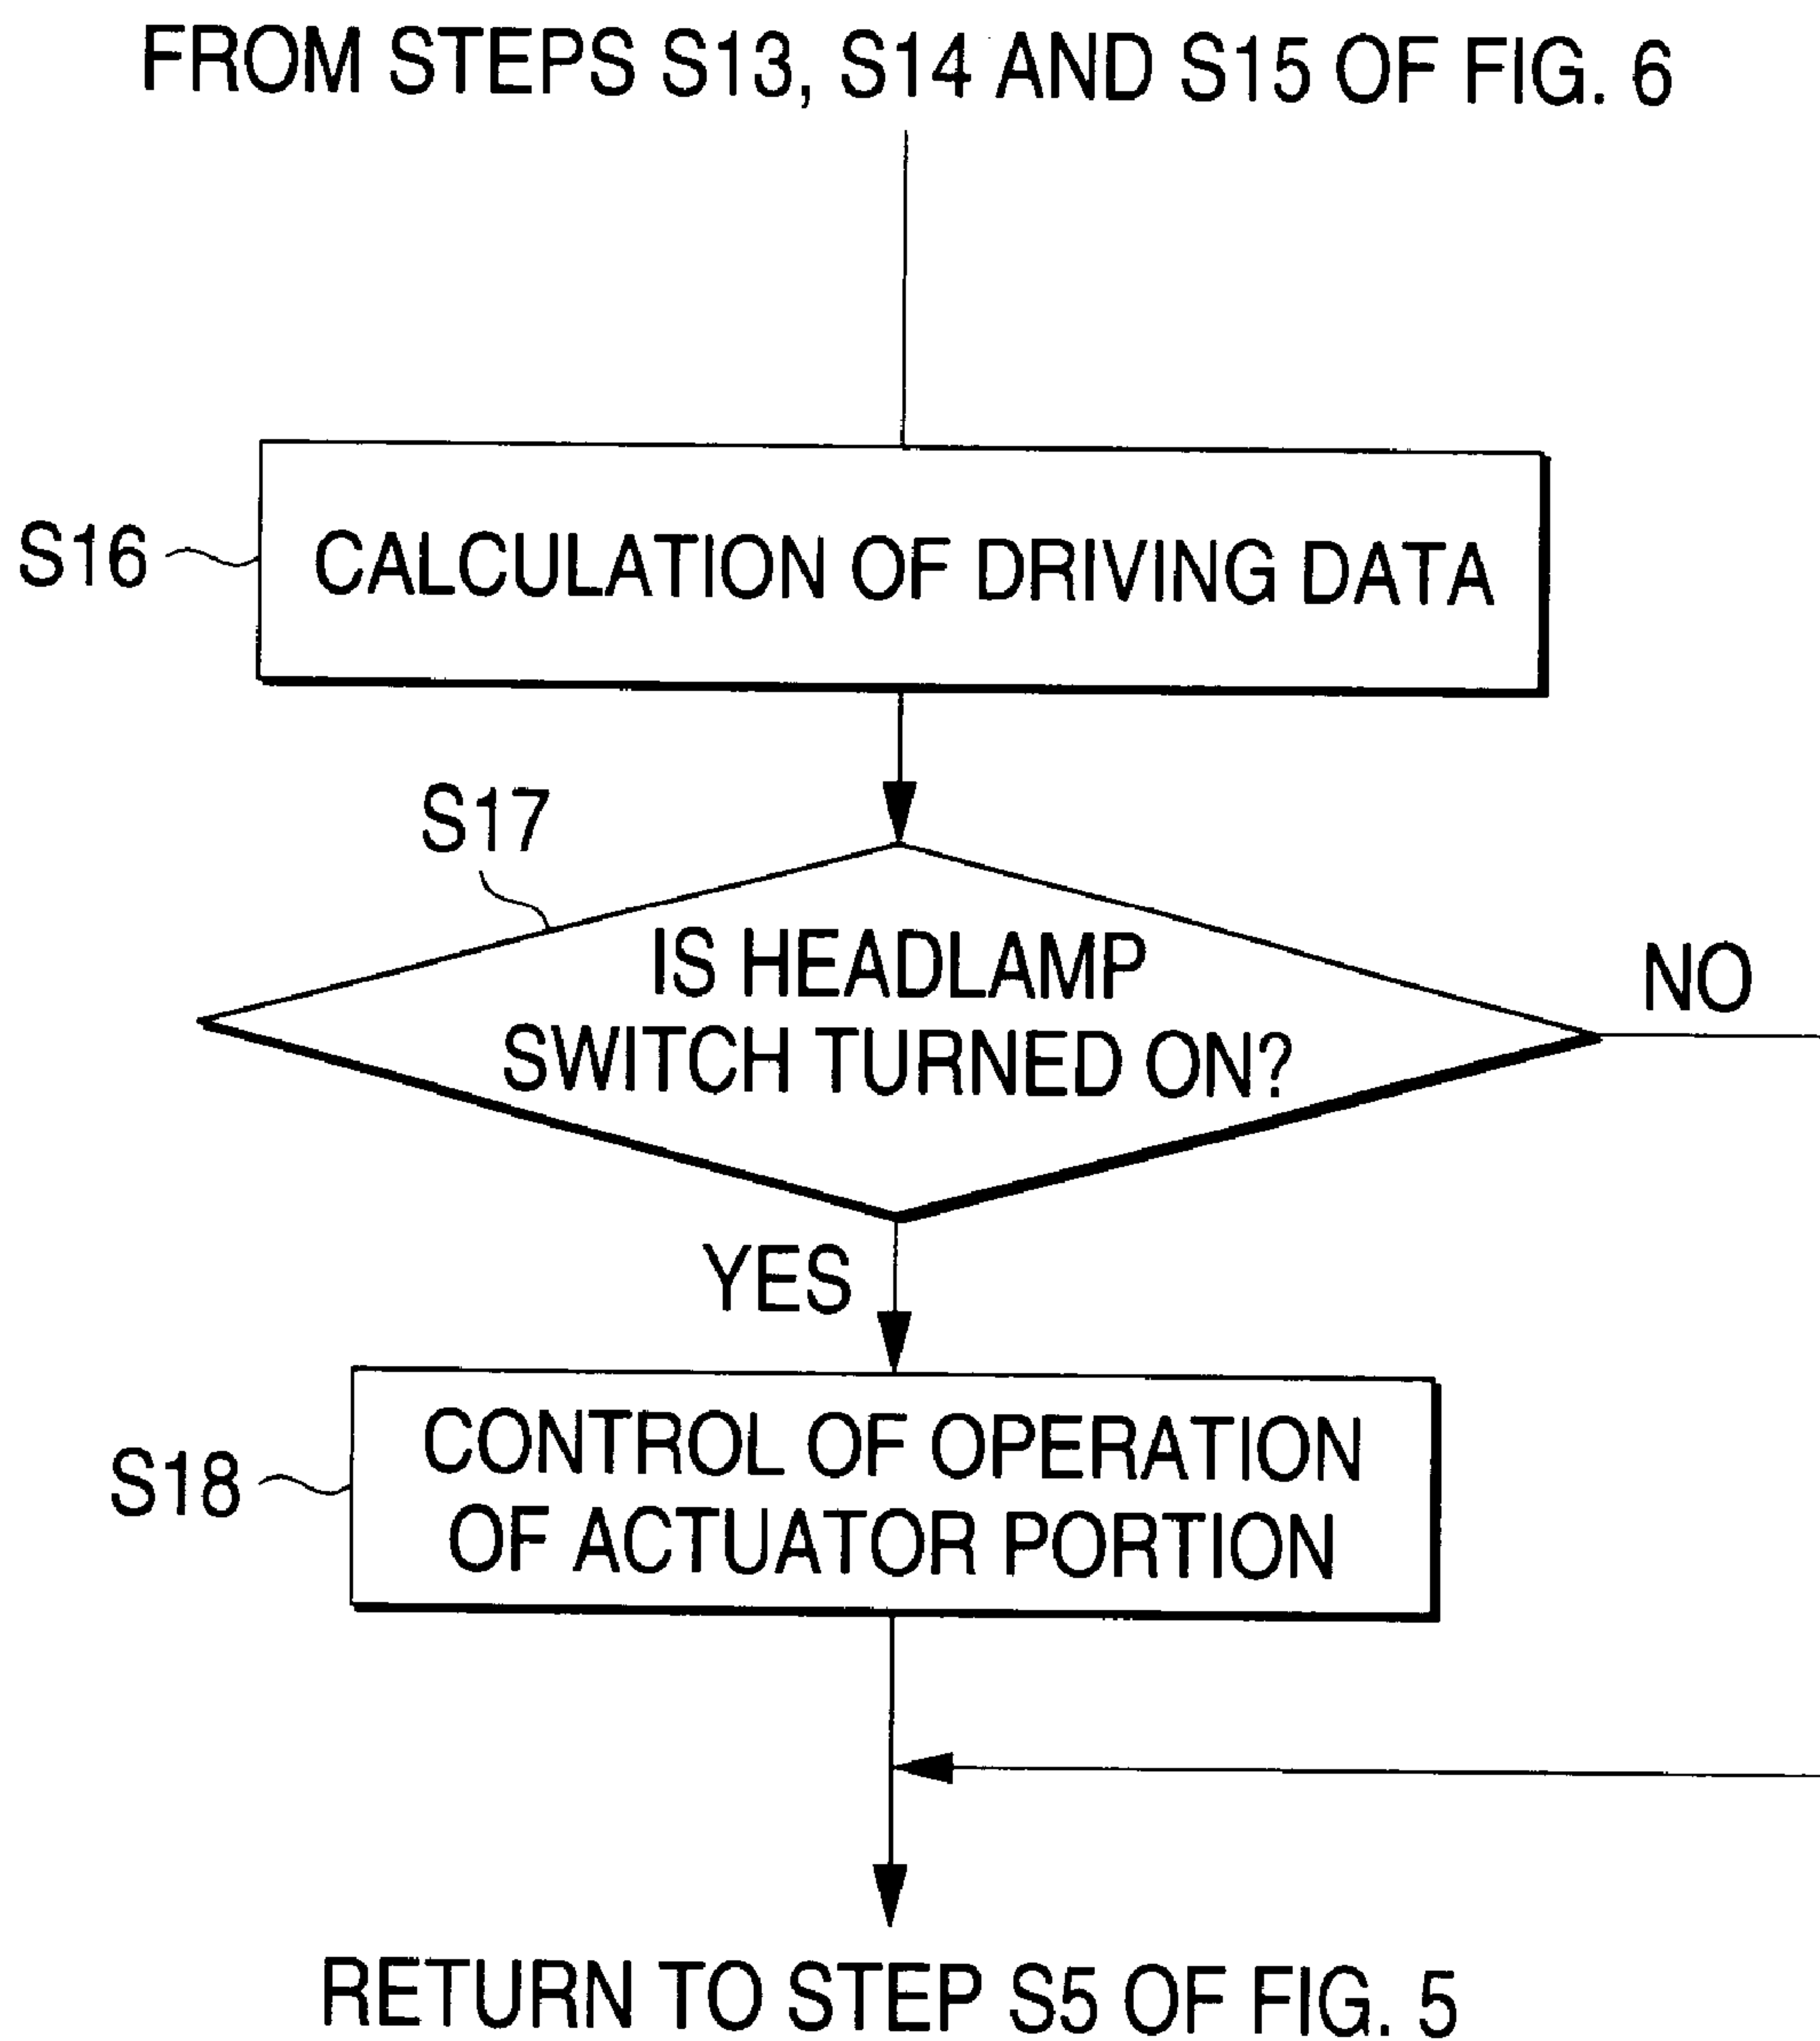 FROM STEPS S13, S14 AND S15 OF FIG. 6
S16
CALCULATION OF DRIVING DATA
S17
IS HEADLAMP
SWITCH TURNED ON?
NO
YES
S18
CONTROL OF OPERATION
OF ACTUATOR PORTION
RETURN TO STEP S5 OF FIG. 5